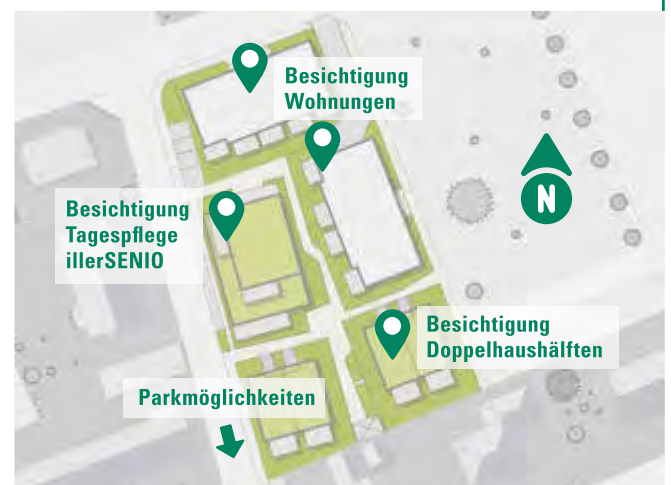 Besichtigung
Wohnungen
N
Besichtigung
Tagespflege
illerSENIO
Besichtigung
Doppelhaushälften
Parkmöglichkeiten